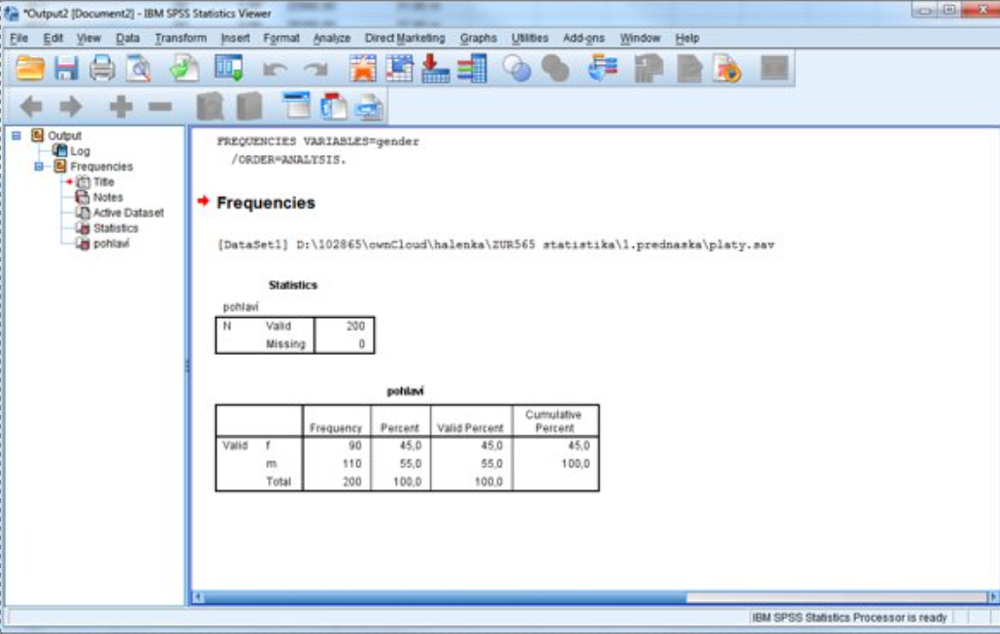 *Output2 [Document2] - IBM SPSS Statistics Viewer
File Edit View Data Transform Insert Format Analyze Direct Marketing Graphs Utilities Add-ons Window Help
Output
Log
Frequencies
Title
Notes
Active Dataset
Statistics
pohlaví
FREQUENCIES VARIABLES=gender
/ORDER=ANALYSIS.
Frequencies
[DataSet1] D:\102865\ownCloud\halenka\ZUR565 statistika\1.prednaska\platy.sav
Statistics
pohlaví
N Valid 200
Missing 0
pohlaví
Frequency Percent Valid Percent Cumulative Percent
Valid f 90 45,0 45,0 45,0
m 110 55,0 55,0 100,0
Total 200 100,0 100,0
IBM SPSS Statistics Processor is ready